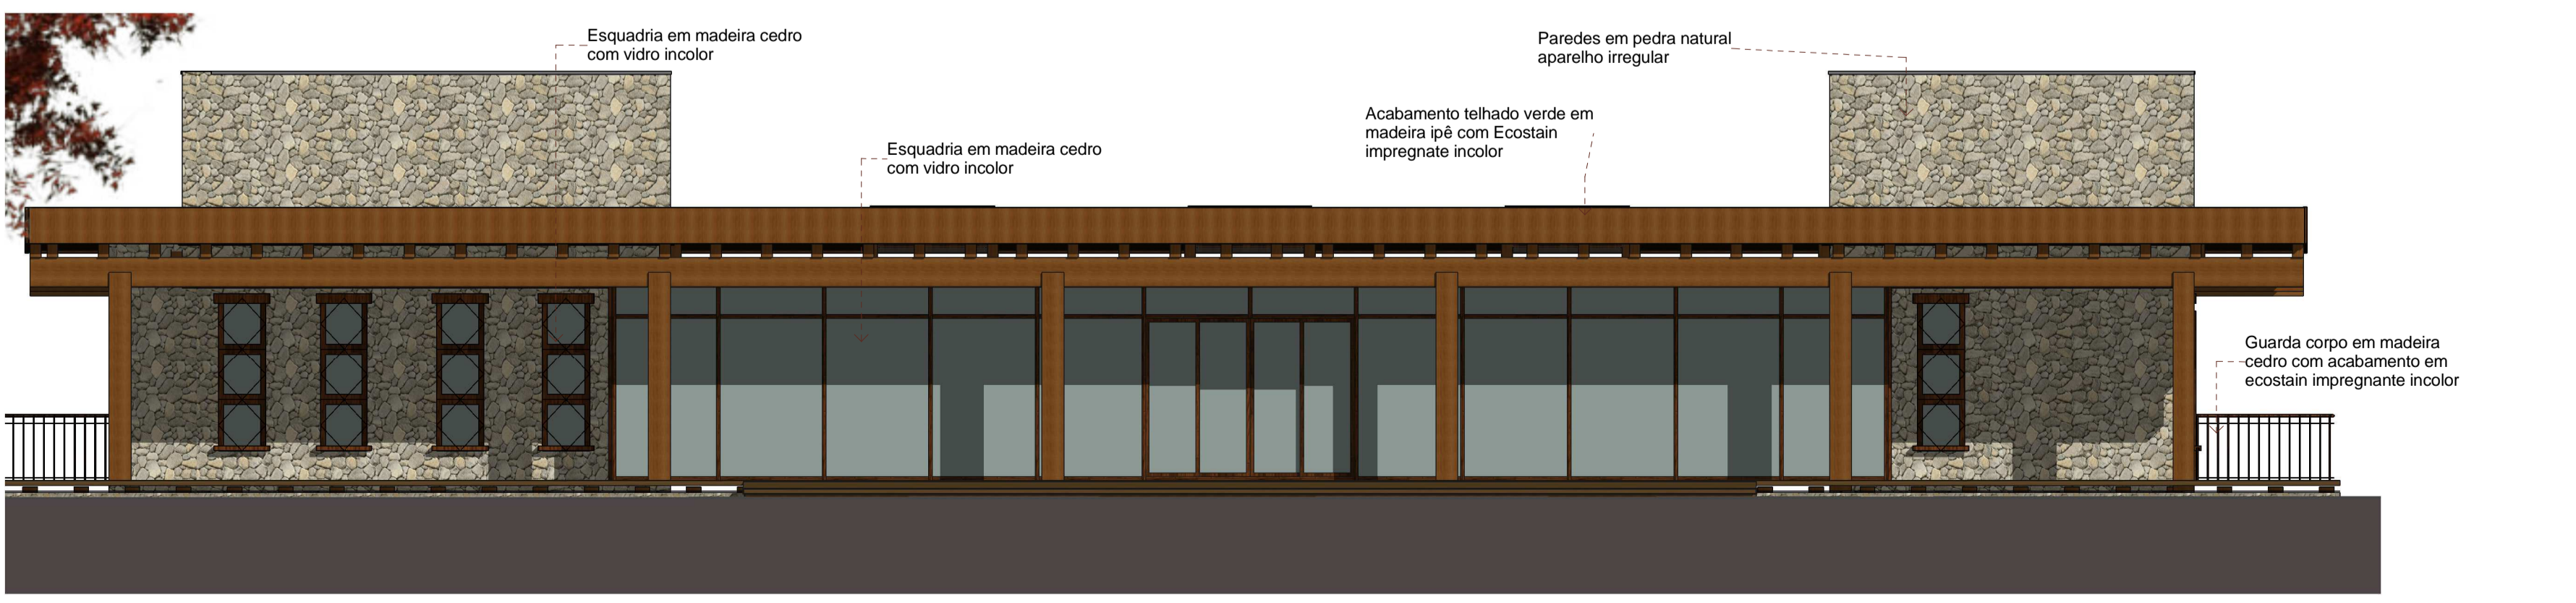 Esquadria em madeira cedro
com vidro incolor
Paredes em pedra natural
aparelho irregular
Acabamento telhado verde em
madeira ipê com Ecostain
impregnate incolor
Esquadria em madeira cedro
com vidro incolor
Guarda corpo em madeira
cedro com acabamento em
ecostain impregnante incolor